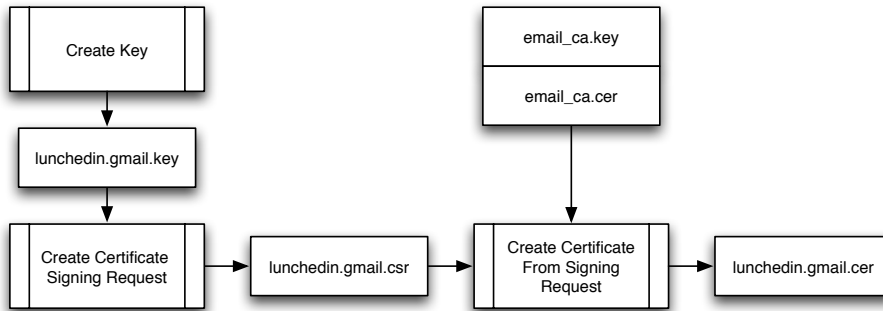 Create Key
email_ca.key
email_ca.cer
lunchedin.gmail.key
Create Certificate
Signing Request
lunchedin.gmail.csr
Create Certificate
From Signing
Request
lunchedin.gmail.cer